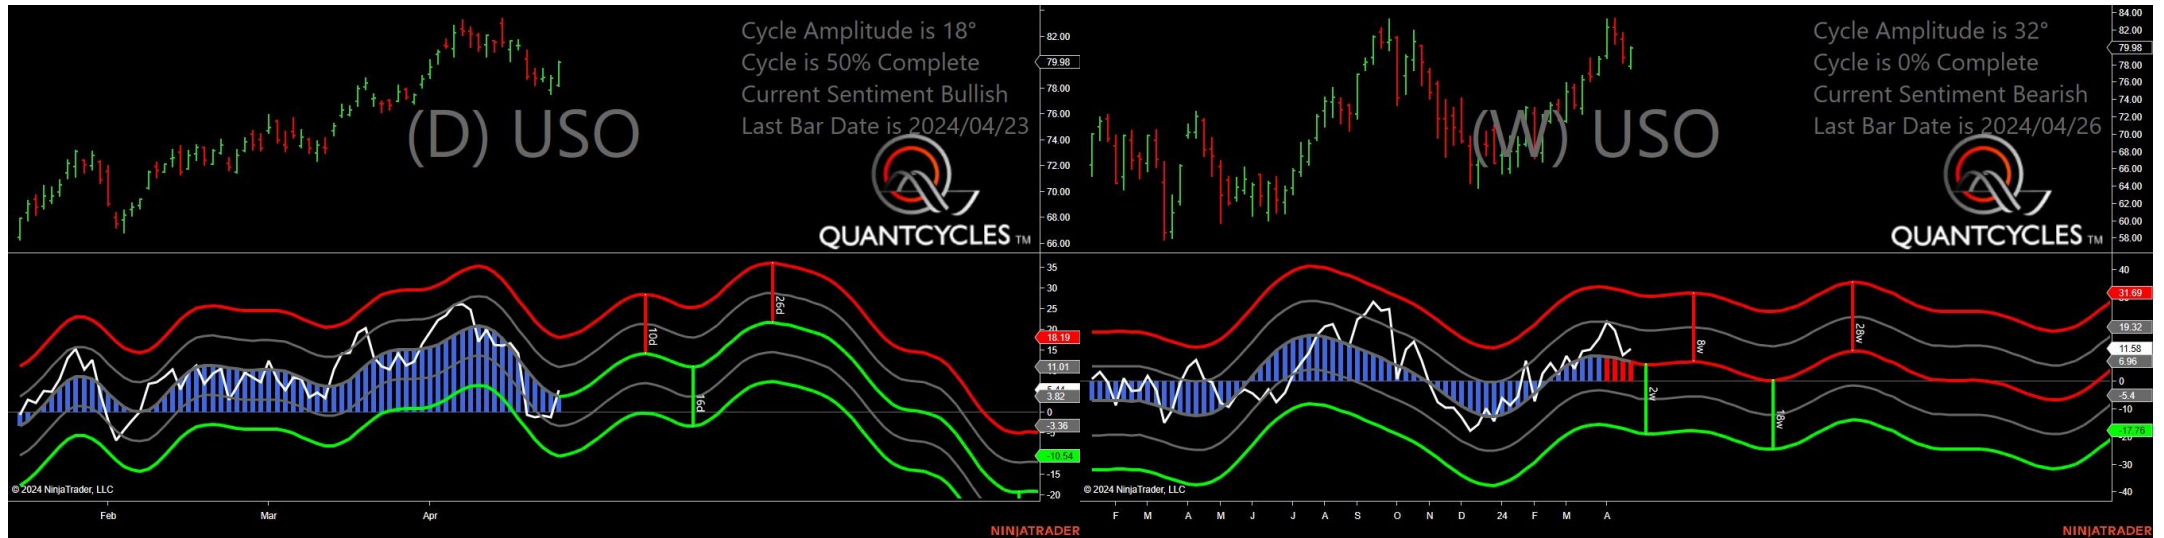 Cycle Amplitude is 18°
Cycle is 50% Complete
Current Sentiment Bullish
Last Bar Date is 2024/04/23
(D) USO
QUANTCYCLES TM
82.00
79.98
78.00
76.00
74.00
72.00
70.00
68.00
66.00
35
30
25
20
18.19
15
11.01
3.82
0
-3.36
-10.54
-15
-20
10d
16d
26d
© 2024 NinjaTrader, LLC
Feb Mar Apr
NINJATRADER
Cycle Amplitude is 32°
Cycle is 0% Complete
Current Sentiment Bearish
Last Bar Date is 2024/04/26
(W) USO
QUANTCYCLES TM
84.00
82.00
79.98
78.00
76.00
74.00
72.00
70.00
68.00
66.00
64.00
62.00
60.00
58.00
40
31.69
19.32
11.58
6.96
0
-5.4
-10
-17.76
-30
-40
2w
8w
18w
28w
© 2024 NinjaTrader, LLC
F M A M J J A S O N D 24 F M A
NINJATRADER